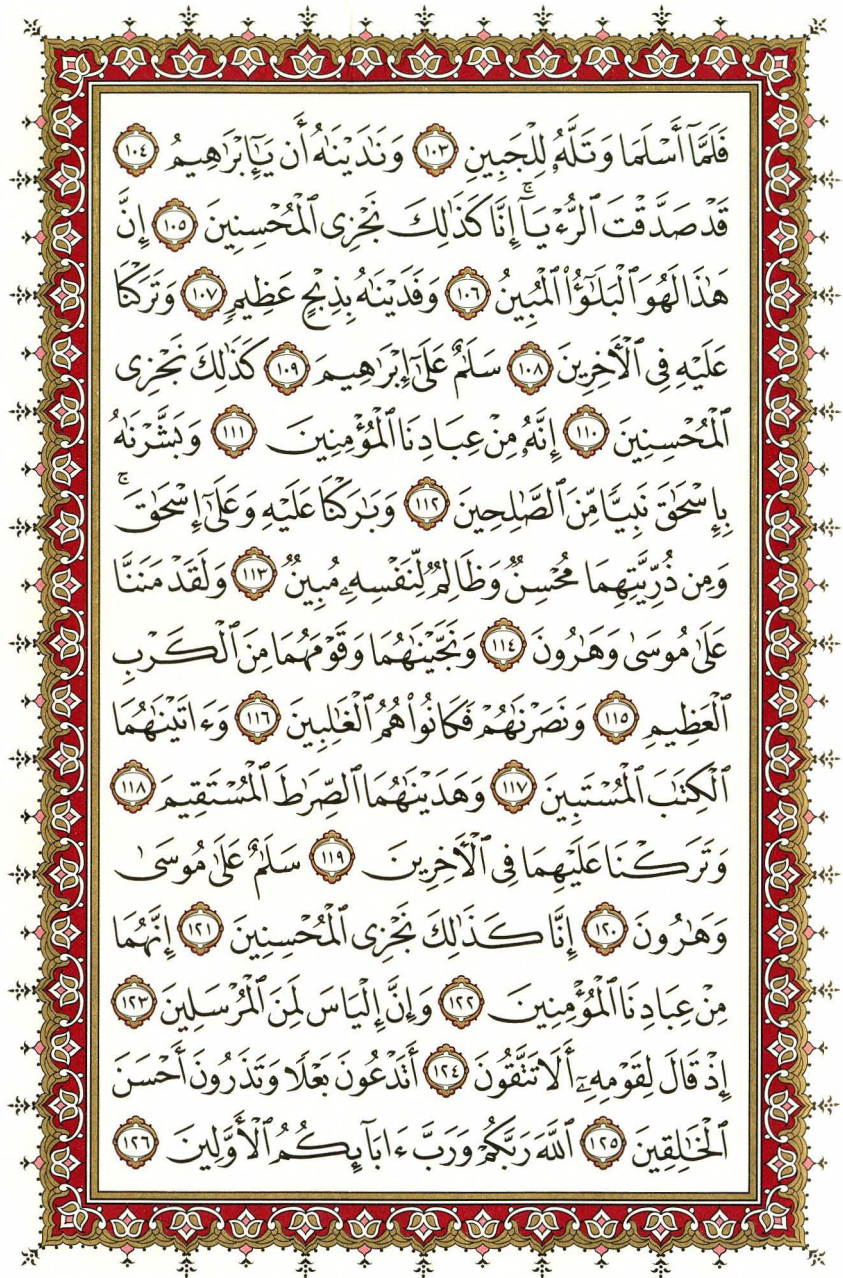 فَلَمَّآ أَسْلَمَا وَتَلَّهُۥ لِلْجَبِينِ ١٠٣ وَنَٰدَيْنَٰهُ أَن يَٰٓإِبْرَٰهِيمُ ١٠٤
قَدْ صَدَّقْتَ ٱلرُّءْيَآ ۚ إِنَّا كَذَٰلِكَ نَجْزِى ٱلْمُحْسِنِينَ ١٠٥ إِنَّ
هَٰذَا لَهُوَ ٱلْبَلَٰٓؤُا۟ ٱلْمُبِينُ ١٠٦ وَفَدَيْنَٰهُ بِذِبْحٍ عَظِيمٍ ١٠٧ وَتَرَكْنَا
عَلَيْهِ فِى ٱلْءَاخِرِينَ ١٠٨ سَلَٰمٌ عَلَىٰٓ إِبْرَٰهِيمَ ١٠٩ كَذَٰلِكَ نَجْزِى
ٱلْمُحْسِنِينَ ١١٠ إِنَّهُۥ مِنْ عِبَادِنَا ٱلْمُؤْمِنِينَ ١١١ وَبَشَّرْنَٰهُ
بِإِسْحَٰقَ نَبِيًّا مِّنَ ٱلصَّٰلِحِينَ ١١٢ وَبَٰرَكْنَا عَلَيْهِ وَعَلَىٰٓ إِسْحَٰقَ ۚ
وَمِن ذُرِّيَّتِهِمَا مُحْسِنٌ وَظَالِمٌ لِّنَفْسِهِۦ مُبِينٌ ١١٣ وَلَقَدْ مَنَنَّا
عَلَىٰ مُوسَىٰ وَهَٰرُونَ ١١٤ وَنَجَّيْنَٰهُمَا وَقَوْمَهُمَا مِنَ ٱلْكَرْبِ
ٱلْعَظِيمِ ١١٥ وَنَصَرْنَٰهُمْ فَكَانُوا۟ هُمُ ٱلْغَٰلِبِينَ ١١٦ وَءَاتَيْنَٰهُمَا
ٱلْكِتَٰبَ ٱلْمُسْتَبِينَ ١١٧ وَهَدَيْنَٰهُمَا ٱلصِّرَٰطَ ٱلْمُسْتَقِيمَ ١١٨
وَتَرَكْنَا عَلَيْهِمَا فِى ٱلْءَاخِرِينَ ١١٩ سَلَٰمٌ عَلَىٰ مُوسَىٰ
وَهَٰرُونَ ١٢٠ إِنَّا كَذَٰلِكَ نَجْزِى ٱلْمُحْسِنِينَ ١٢١ إِنَّهُمَا
مِنْ عِبَادِنَا ٱلْمُؤْمِنِينَ ١٢٢ وَإِنَّ إِلْيَاسَ لَمِنَ ٱلْمُرْسَلِينَ ١٢٣
إِذْ قَالَ لِقَوْمِهِۦٓ أَلَا تَتَّقُونَ ١٢٤ أَتَدْعُونَ بَعْلًا وَتَذَرُونَ أَحْسَنَ
ٱلْخَٰلِقِينَ ١٢٥ ٱللَّهَ رَبَّكُمْ وَرَبَّ ءَابَآئِكُمُ ٱلْأَوَّلِينَ ١٢٦